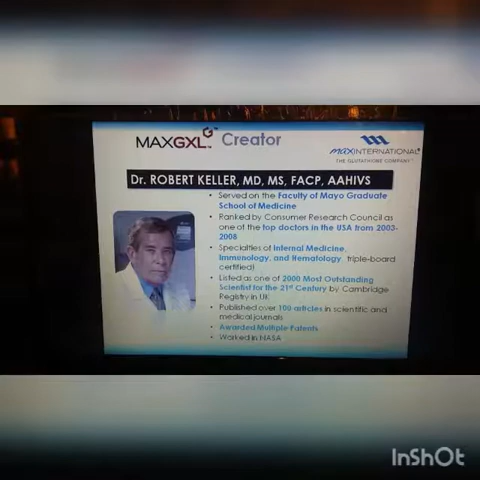 MAXGXL™ Creator
MAXINTERNATIONAL
THE GLUTATHIONE COMPANY
Dr. ROBERT KELLER, MD, MS, FACP, AAHIVS
• Served on the Faculty of Mayo Graduate
School of Medicine
• Ranked by Consumer Research Council as
one of the top doctors in the USA from 2003-
2008
• Specialties of Internal Medicine,
Immenology, and Hematology, triple-board
certified)
• Listed as one of 2000 Most Outstanding
Scientist for the 21st Century by Cambridge
Registry in UK
• Published over 100 articles in scientific and
medical journals
• Awarded Multiple Patents
• Worked in NASA
InShOt